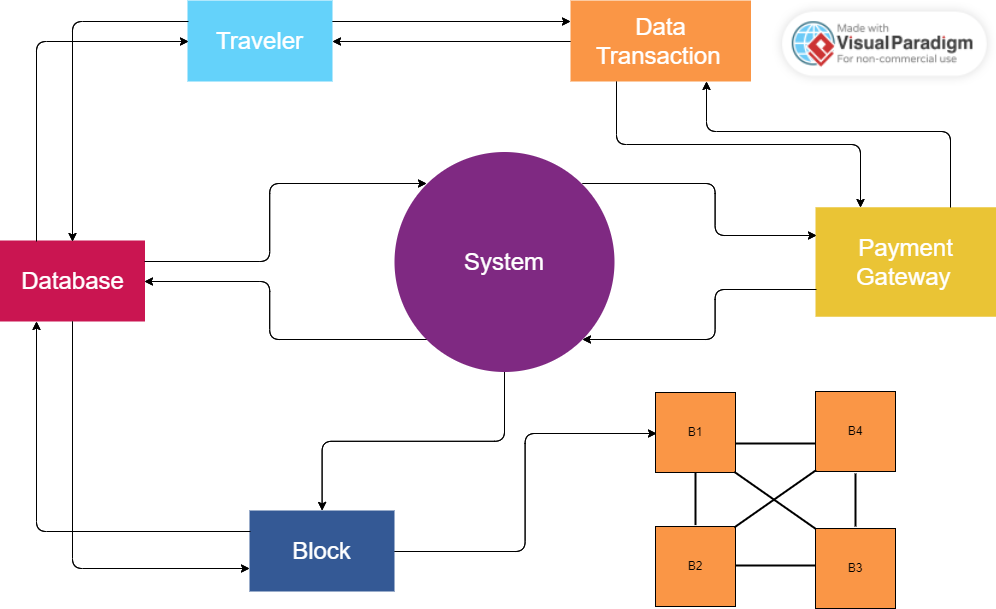 Traveler
Data
Transaction
Made with
Visual Paradigm
For non-commercial use
System
Payment
Gateway
Database
B1
B4
Block
B2
B3